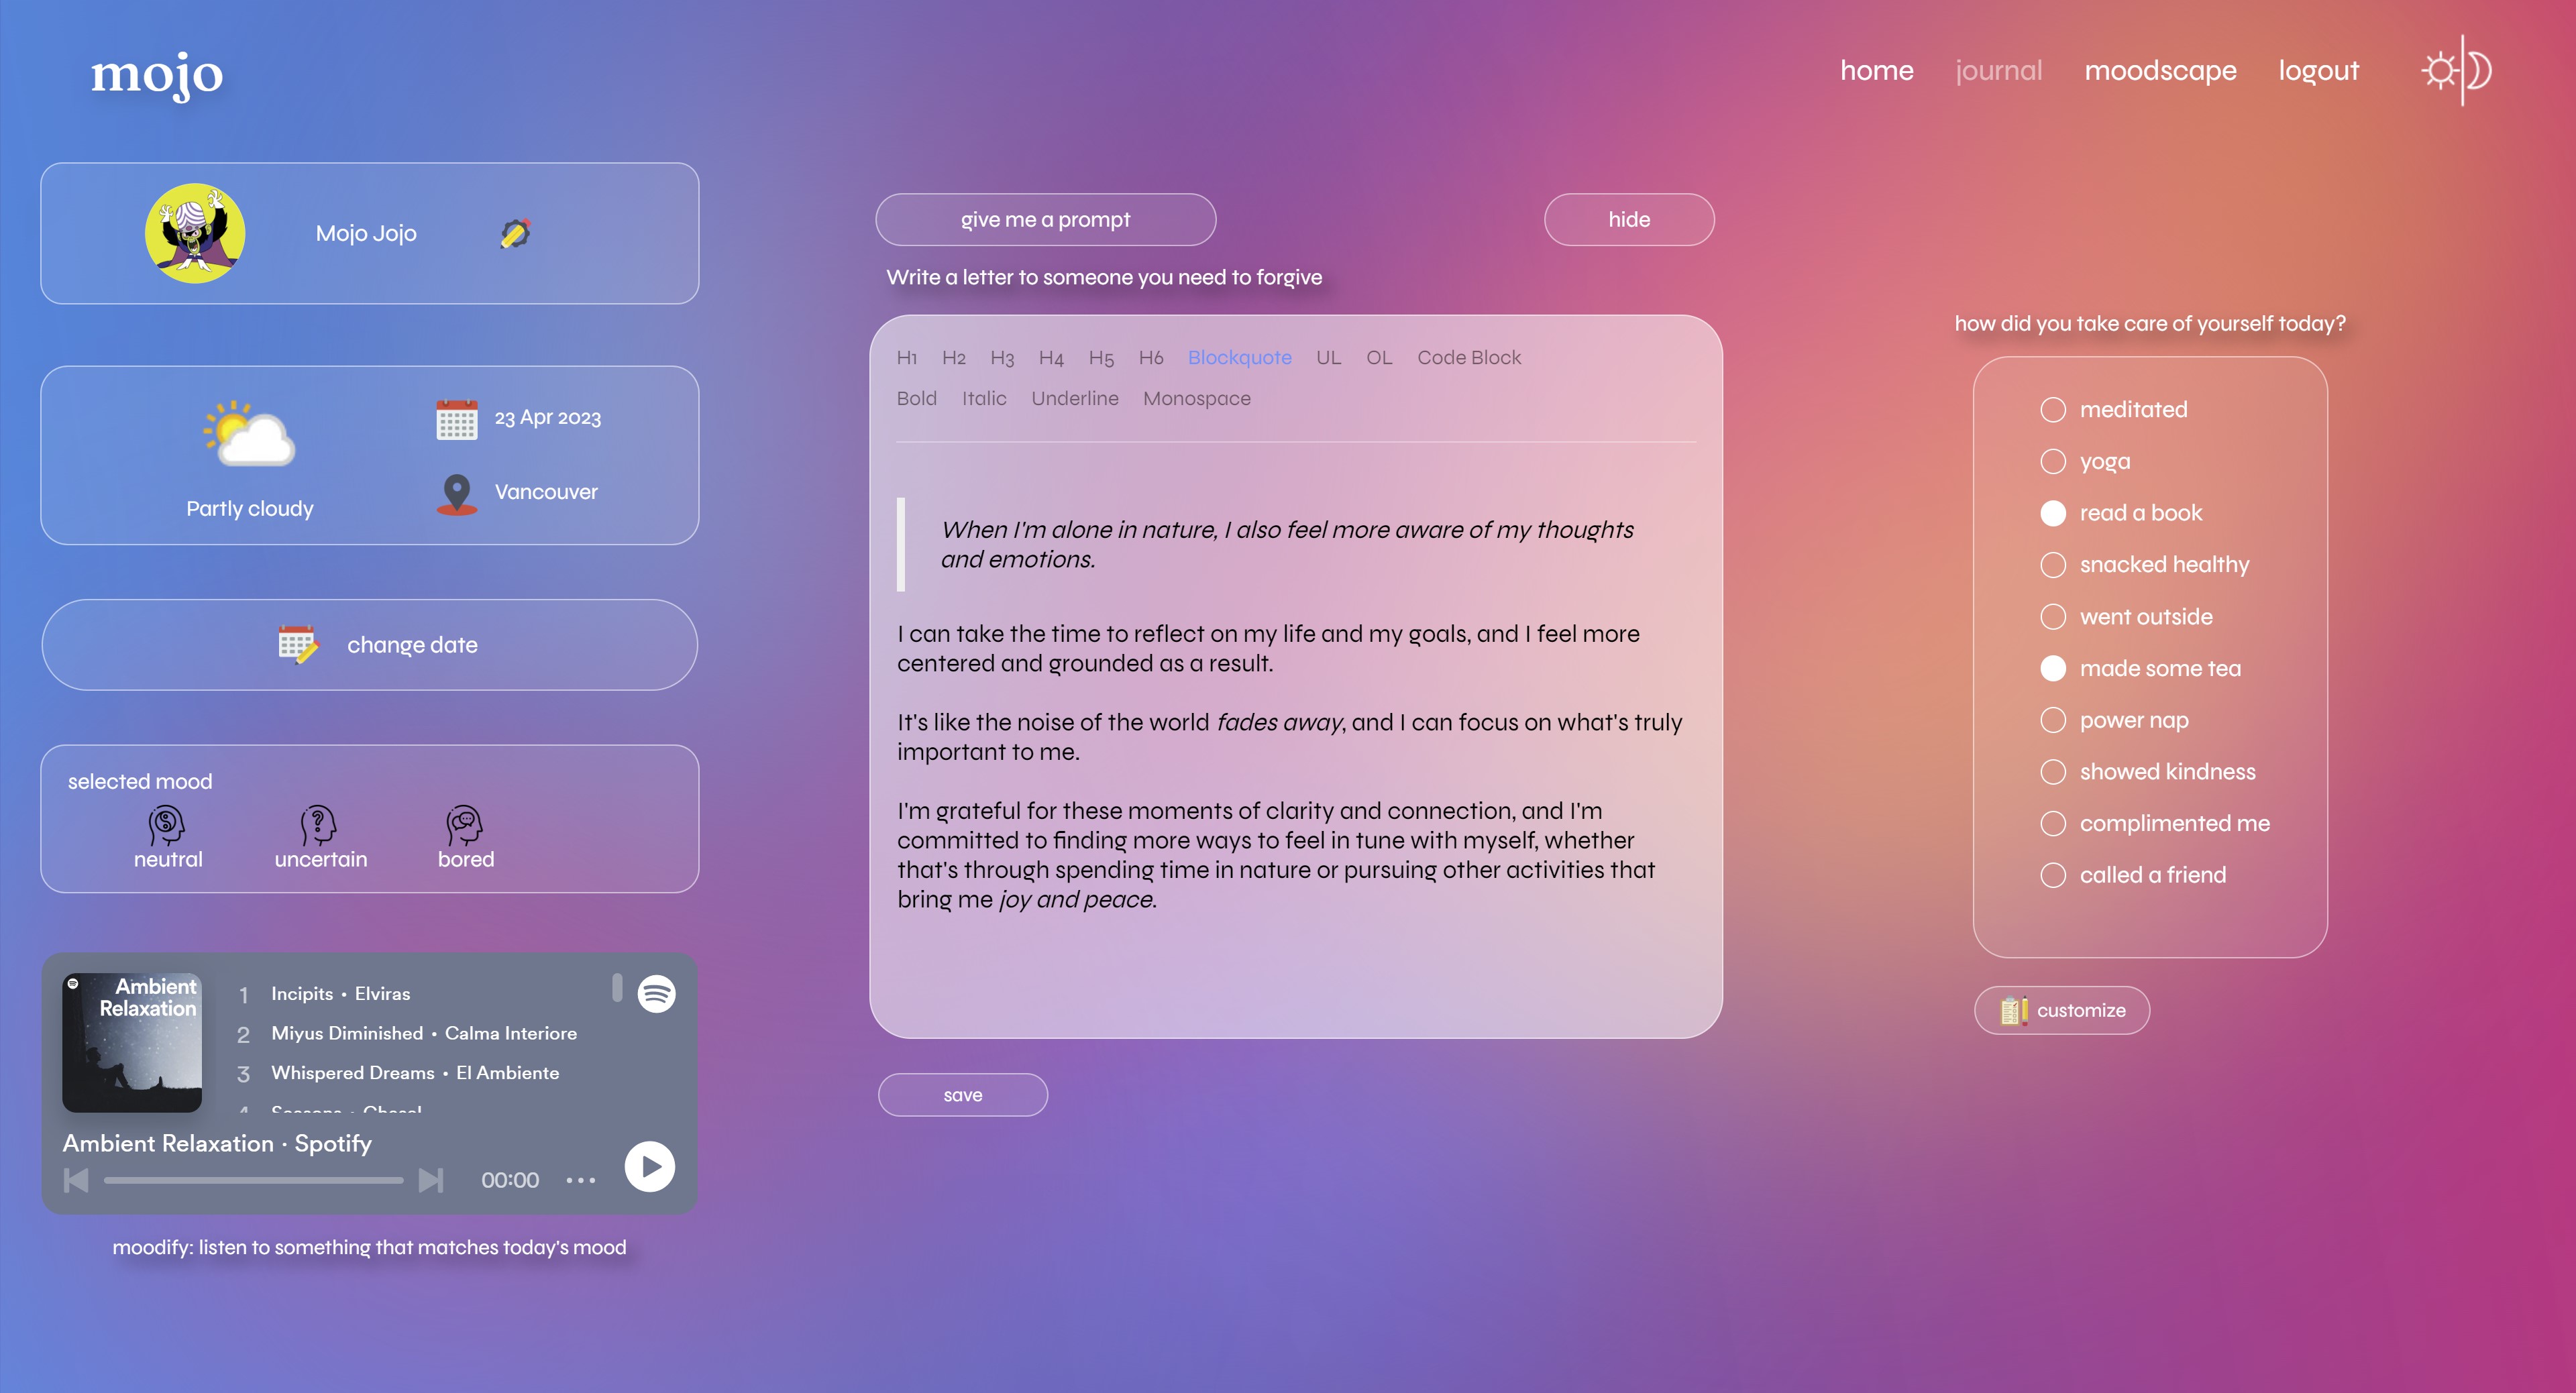 mojo
home journal moodscape logout
Mojo Jojo
Partly cloudy
23 Apr 2023
Vancouver
change date
selected mood
neutral uncertain bored
Ambient
Relaxation
1 Incipits • Elviras
2 Miyus Diminished • Calma Interiore
3 Whispered Dreams • El Ambiente
Ambient Relaxation · Spotify
00:00
moodify: listen to something that matches today's mood
give me a prompt
hide
Write a letter to someone you need to forgive
H1 H2 H3 H4 H5 H6 Blockquote UL OL Code Block
Bold Italic Underline Monospace
When I'm alone in nature, I also feel more aware of my thoughts
and emotions.
I can take the time to reflect on my life and my goals, and I feel more
centered and grounded as a result.
It's like the noise of the world fades away, and I can focus on what's truly
important to me.
I'm grateful for these moments of clarity and connection, and I'm
committed to finding more ways to feel in tune with myself, whether
that's through spending time in nature or pursuing other activities that
bring me joy and peace.
save
how did you take care of yourself today?
meditated
yoga
read a book
snacked healthy
went outside
made some tea
power nap
showed kindness
complimented me
called a friend
customize